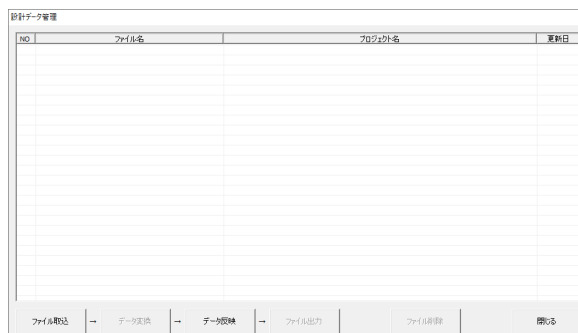 設計データ管理
NO ファイル名 プロジェクト名 更新日
ファイル取込 → データ変換 → データ反映 → ファイル出力 ファイル削除 閉じる